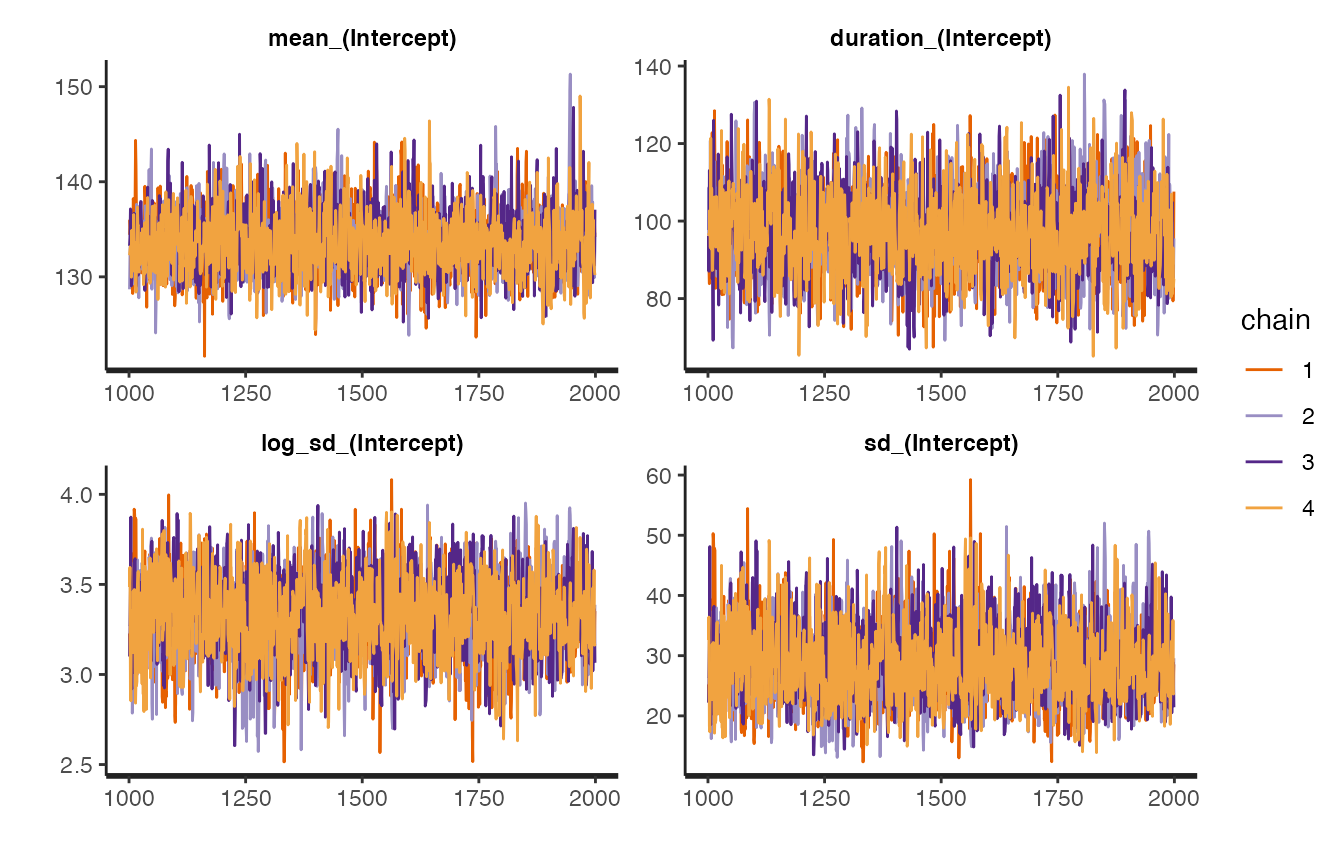 mean_(Intercept)
duration_(Intercept)
150
140
130
1000 1250 1500 1750 2000
140
120
100
80
1000 1250 1500 1750 2000
log_sd_(Intercept)
sd_(Intercept)
4.0
3.5
3.0
2.5
1000 1250 1500 1750 2000
60
50
40
30
20
1000 1250 1500 1750 2000
chain
1
2
3
4